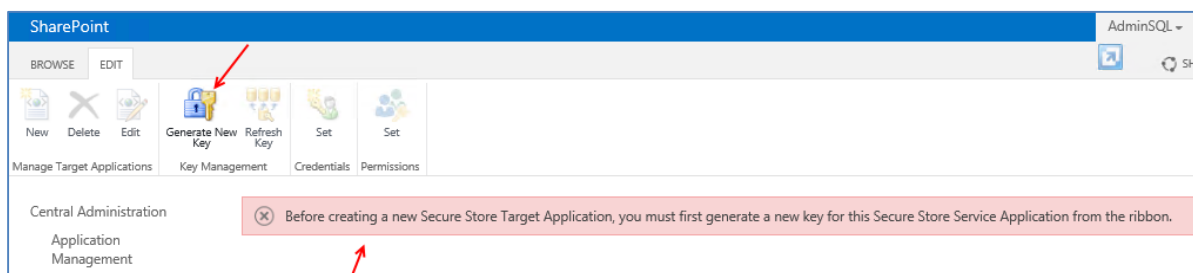 SharePoint
AdminSQL
BROWSE EDIT
SH
New Delete Edit Generate New Key Refresh Key Set Set
Manage Target Applications Key Management Credentials Permissions
Central Administration
Before creating a new Secure Store Target Application, you must first generate a new key for this Secure Store Service Application from the ribbon.
Application
Management